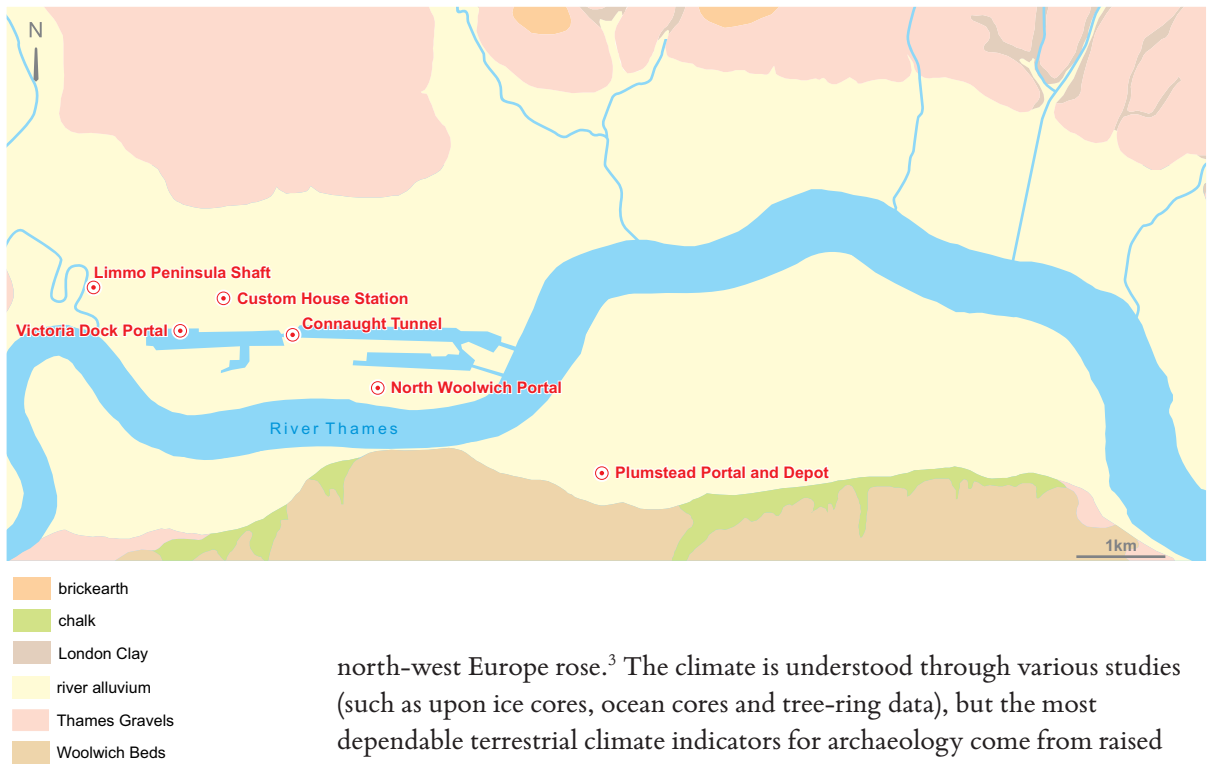 N
Limmo Peninsula Shaft
Custom House Station
Connaught Tunnel
Victoria Dock Portal
North Woolwich Portal
River Thames
Plumstead Portal and Depot
1km
brickearth
chalk
London Clay
river alluvium
Thames Gravels
Woolwich Beds
north-west Europe rose.³ The climate is understood through various studies
(such as upon ice cores, ocean cores and tree-ring data), but the most
dependable terrestrial climate indicators for archaeology come from raised